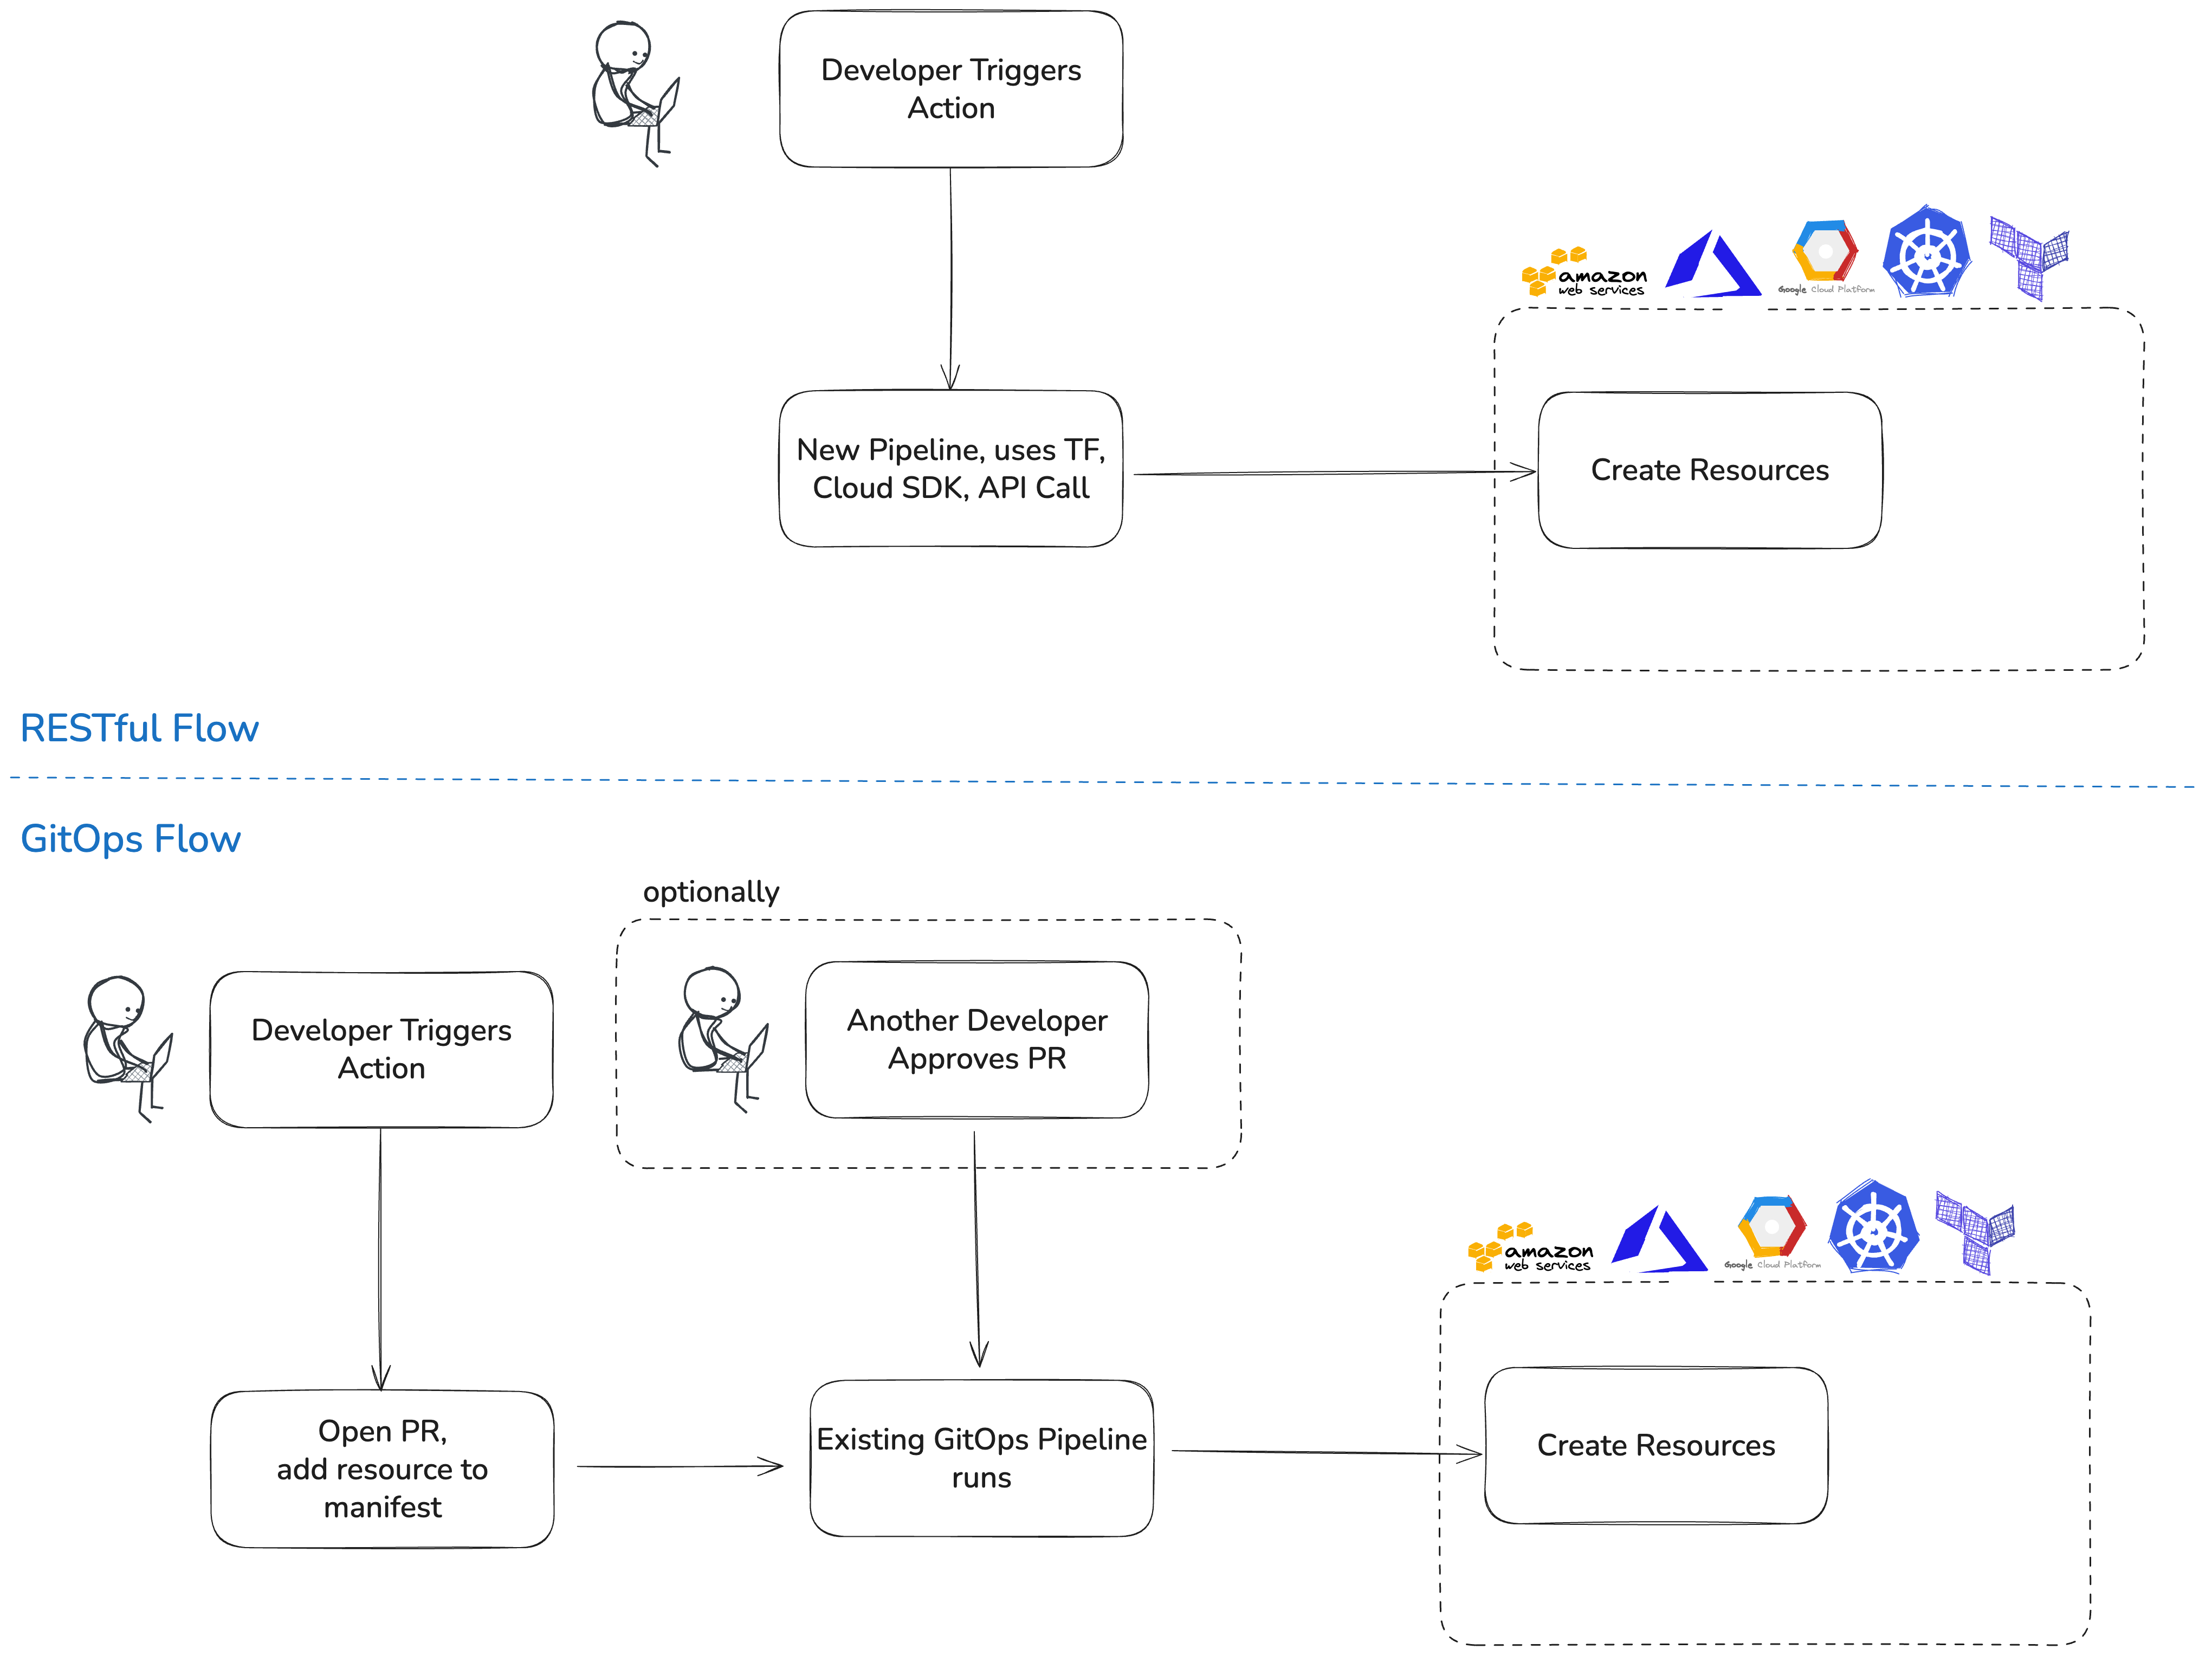 Developer Triggers
Action
amazon
web services
Google Cloud Platform
New Pipeline, uses TF,
Cloud SDK, API Call
Create Resources
RESTful Flow
GitOps Flow
optionally
Developer Triggers
Action
Another Developer
Approves PR
amazon
web services
Google Cloud Platform
Open PR,
add resource to
manifest
Existing GitOps Pipeline
runs
Create Resources